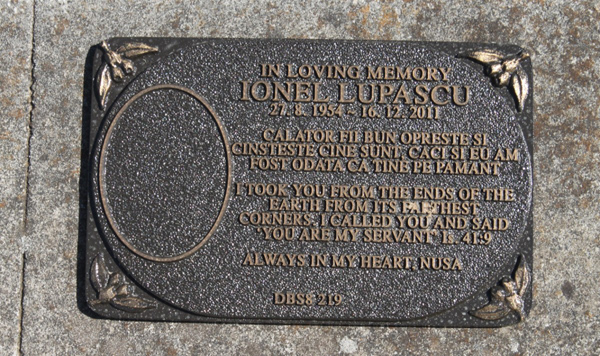 IN LOVING MEMORY
IONEL LUPASCU
27. 8. 1954 - 16. 12. 2011
CALATOR FII BUN OPRESTE SI
CINSTESTE CINE SUNT, CACI SI EU AM
FOST ODATA CA TINE PE PAMANT
I TOOK YOU FROM THE ENDS OF THE
EARTH FROM ITS FARTHEST
CORNERS, I CALLED YOU AND SAID
'YOU ARE MY SERVANT' Is. 41:9
ALWAYS IN MY HEART, NUSA
DBS8 219